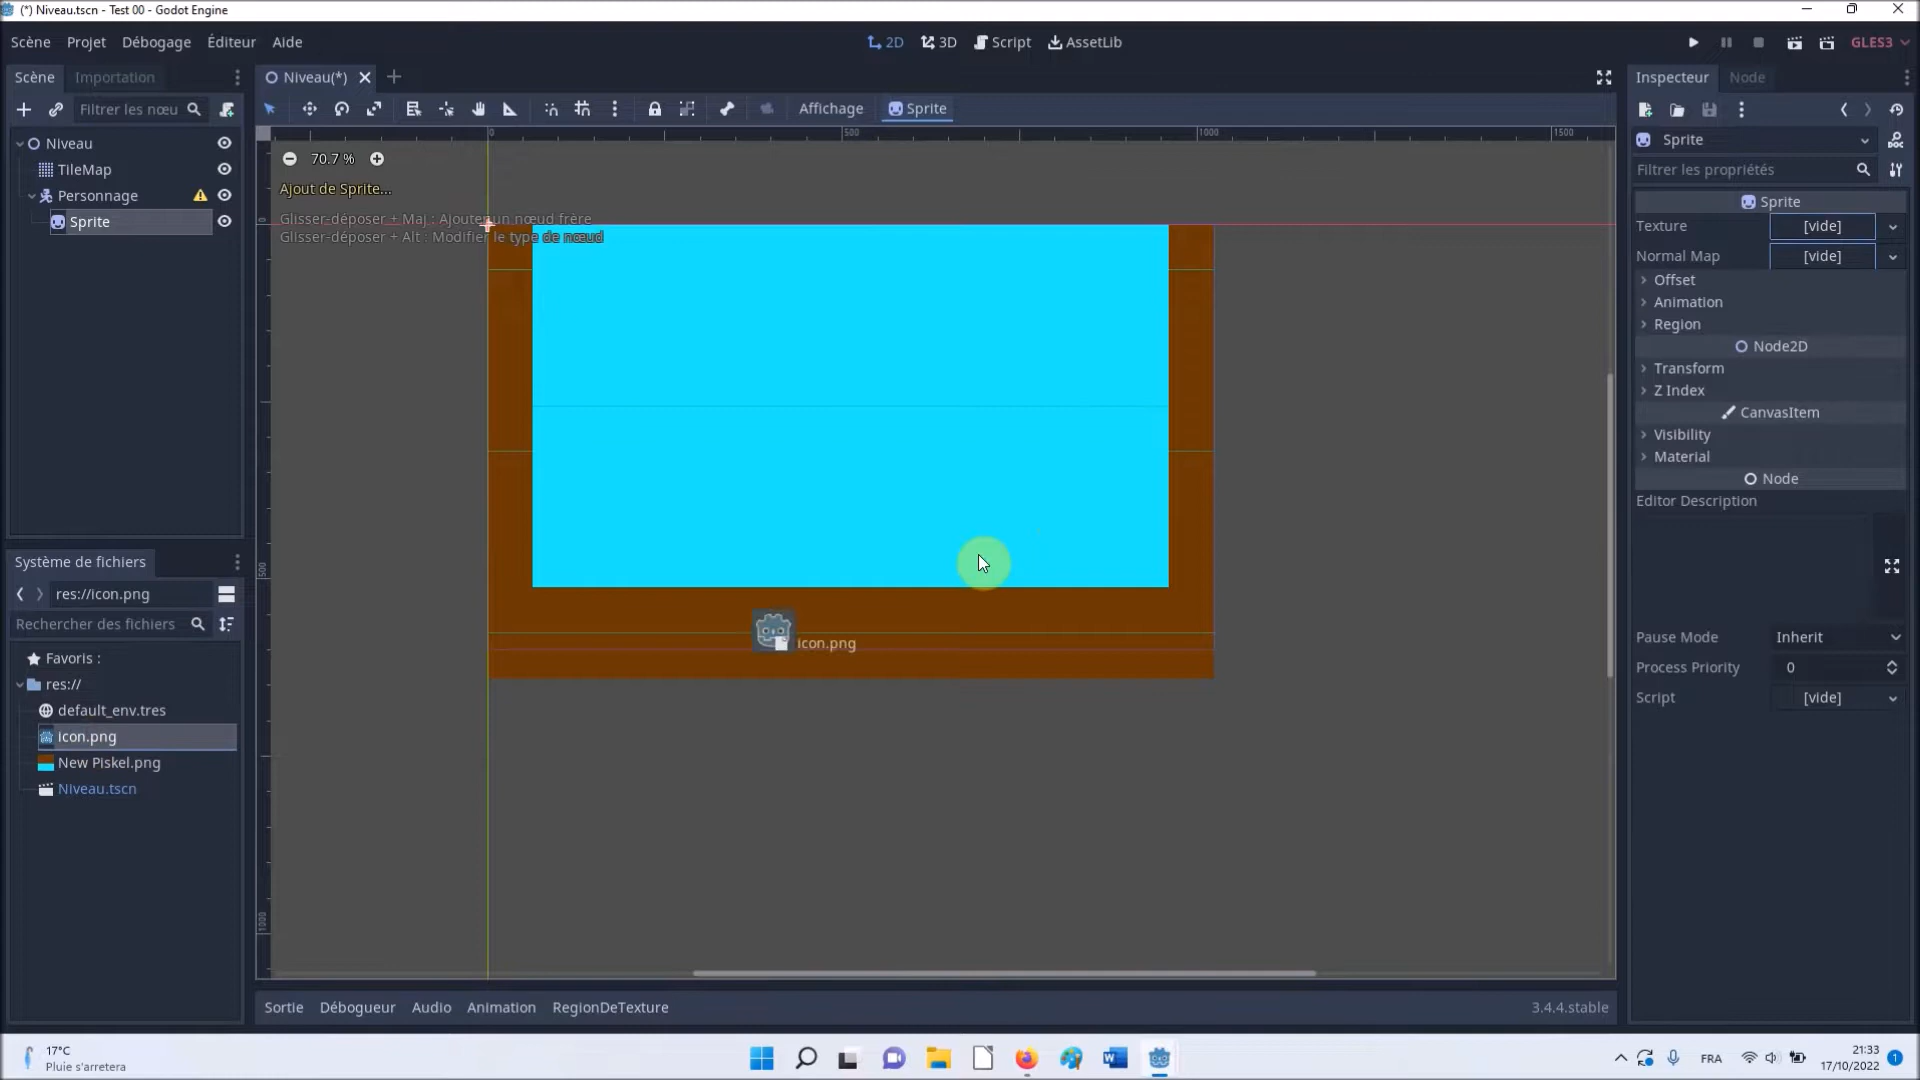 (*) Niveau.tscn - Test 00 - Godot Engine
Scène Projet Débogage Éditeur Aide
2D 3D Script AssetLib
GLES3
Scène Importation
Niveau(*)
Inspecteur Node
Filtrer les nœu
Affichage Sprite
Niveau
TileMap
Personnage
Sprite
0 500 1000 1500
70.7 %
Ajout de Sprite...
Glisser-déposer + Maj : Ajouter un nœud frère
Glisser-déposer + Alt : Modifier le type de nœud
0
500
1000
icon.png
Sprite
Filtrer les propriétés
Sprite
Texture [vide]
Normal Map [vide]
Offset
Animation
Region
Node2D
Transform
Z Index
CanvasItem
Visibility
Material
Node
Editor Description
Pause Mode Inherit
Process Priority 0
Script [vide]
Système de fichiers
res://icon.png
Rechercher des fichiers
Favoris :
res://
default_env.tres
icon.png
New Piskel.png
Niveau.tscn
Sortie Débogueur Audio Animation RegionDeTexture
3.4.4.stable
17°C
Pluie s'arretera
FRA
21:33
17/10/2022
1